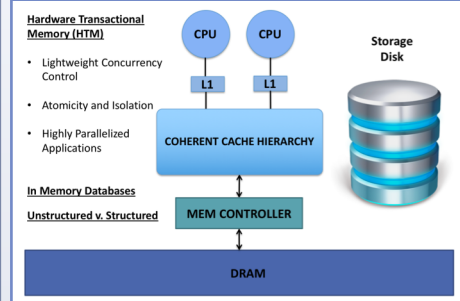 Hardware Transactional
Memory (HTM)
• Lightweight Concurrency
Control
• Atomicity and Isolation
• Highly Parallelized
Applications
In Memory Databases
Unstructured v. Structured
CPU
CPU
L1
L1
COHERENT CACHE HIERARCHY
MEM CONTROLLER
DRAM
Storage
Disk